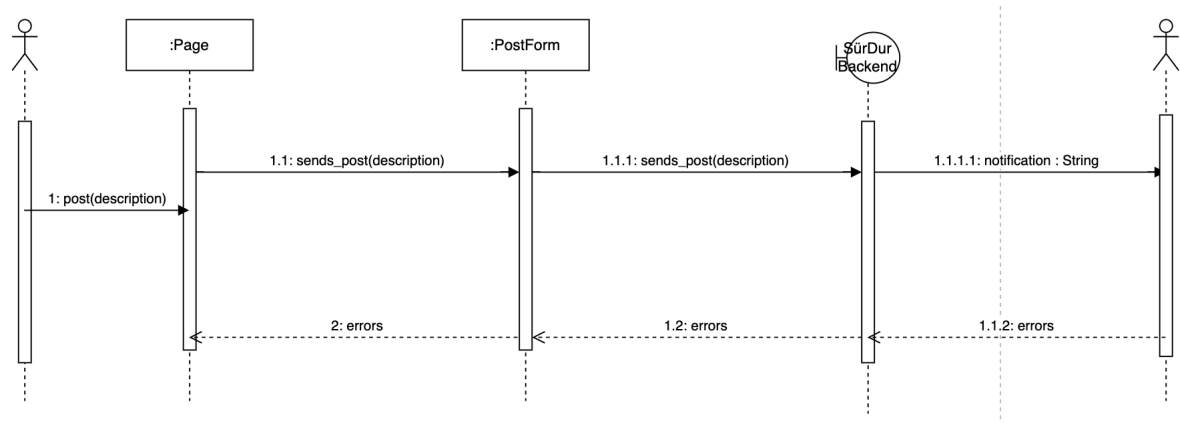 :Page
:PostForm
SürDur
Backend
1.1: sends_post(description)
1.1.1: sends_post(description)
1.1.1.1: notification : String
1: post(description)
2: errors
1.2: errors
1.1.2: errors